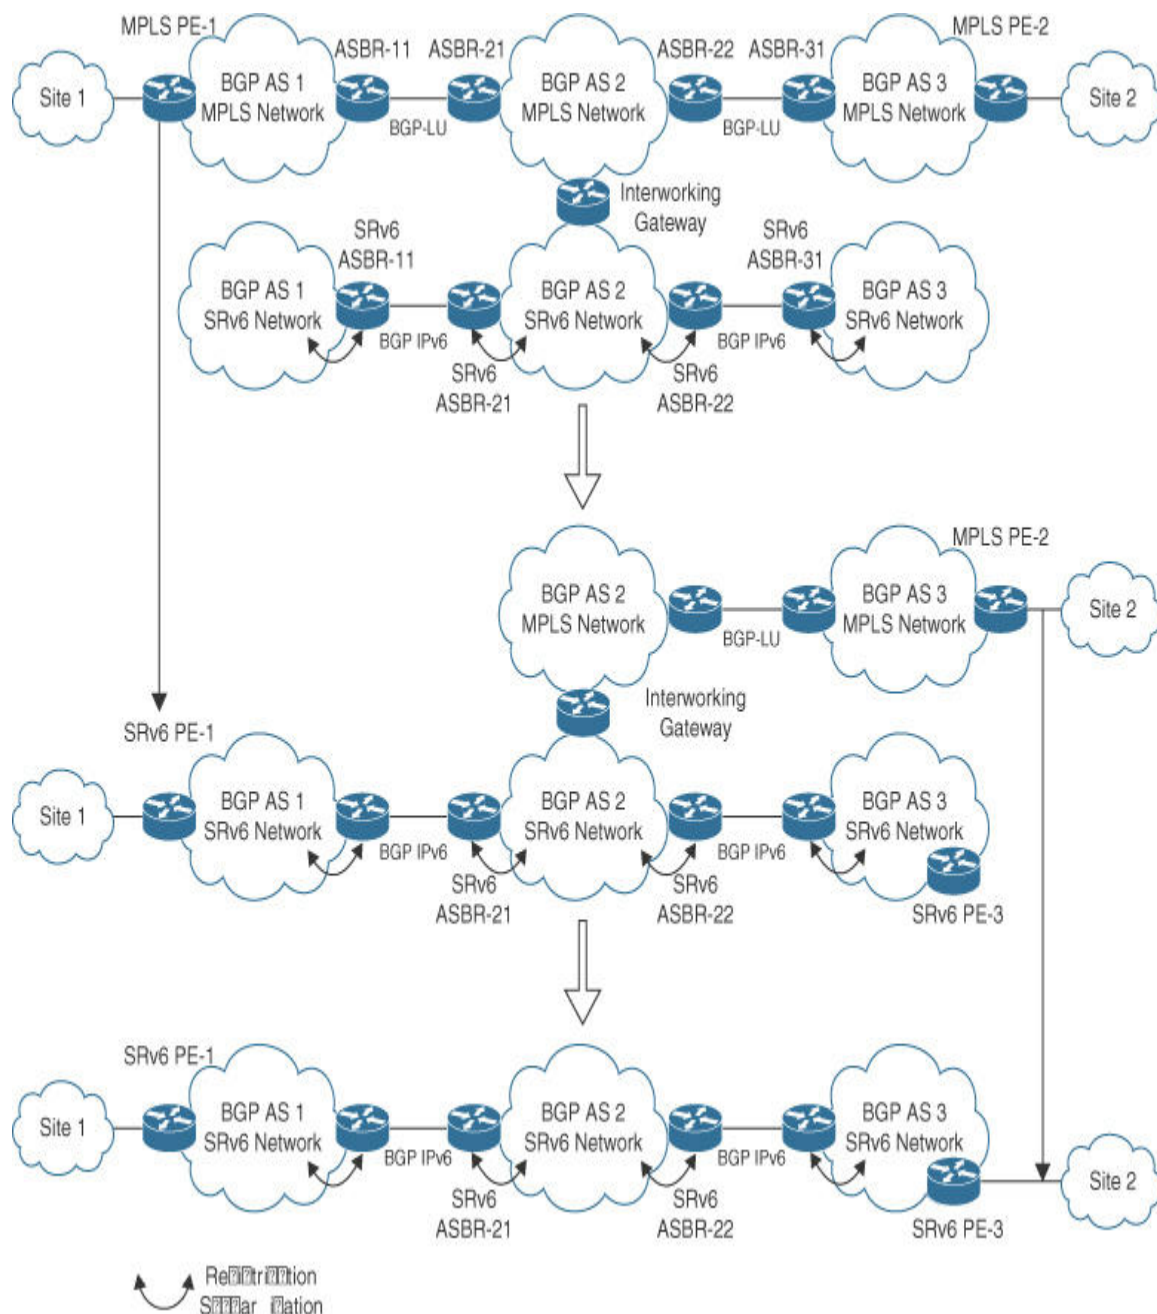 MPLS PE-1
ASBR-11
ASBR-21
ASBR-22
ASBR-31
MPLS PE-2
Site 1
BGP AS 1
MPLS Network
BGP-LU
BGP AS 2
MPLS Network
BGP-LU
BGP AS 3
MPLS Network
Site 2
Interworking
Gateway
SRv6
ASBR-11
SRv6
ASBR-31
BGP AS 1
SRv6 Network
BGP IPv6
BGP AS 2
SRv6 Network
BGP IPv6
BGP AS 3
SRv6 Network
SRv6
ASBR-21
SRv6
ASBR-22
MPLS PE-2
BGP AS 2
MPLS Network
BGP-LU
BGP AS 3
MPLS Network
Site 2
Interworking
Gateway
SRv6 PE-1
Site 1
BGP AS 1
SRv6 Network
BGP IPv6
BGP AS 2
SRv6 Network
BGP IPv6
BGP AS 3
SRv6 Network
SRv6
ASBR-21
SRv6
ASBR-22
SRv6 PE-3
SRv6 PE-1
Site 1
BGP AS 1
SRv6 Network
BGP IPv6
BGP AS 2
SRv6 Network
BGP IPv6
BGP AS 3
SRv6 Network
Site 2
SRv6
ASBR-21
SRv6
ASBR-22
SRv6 PE-3